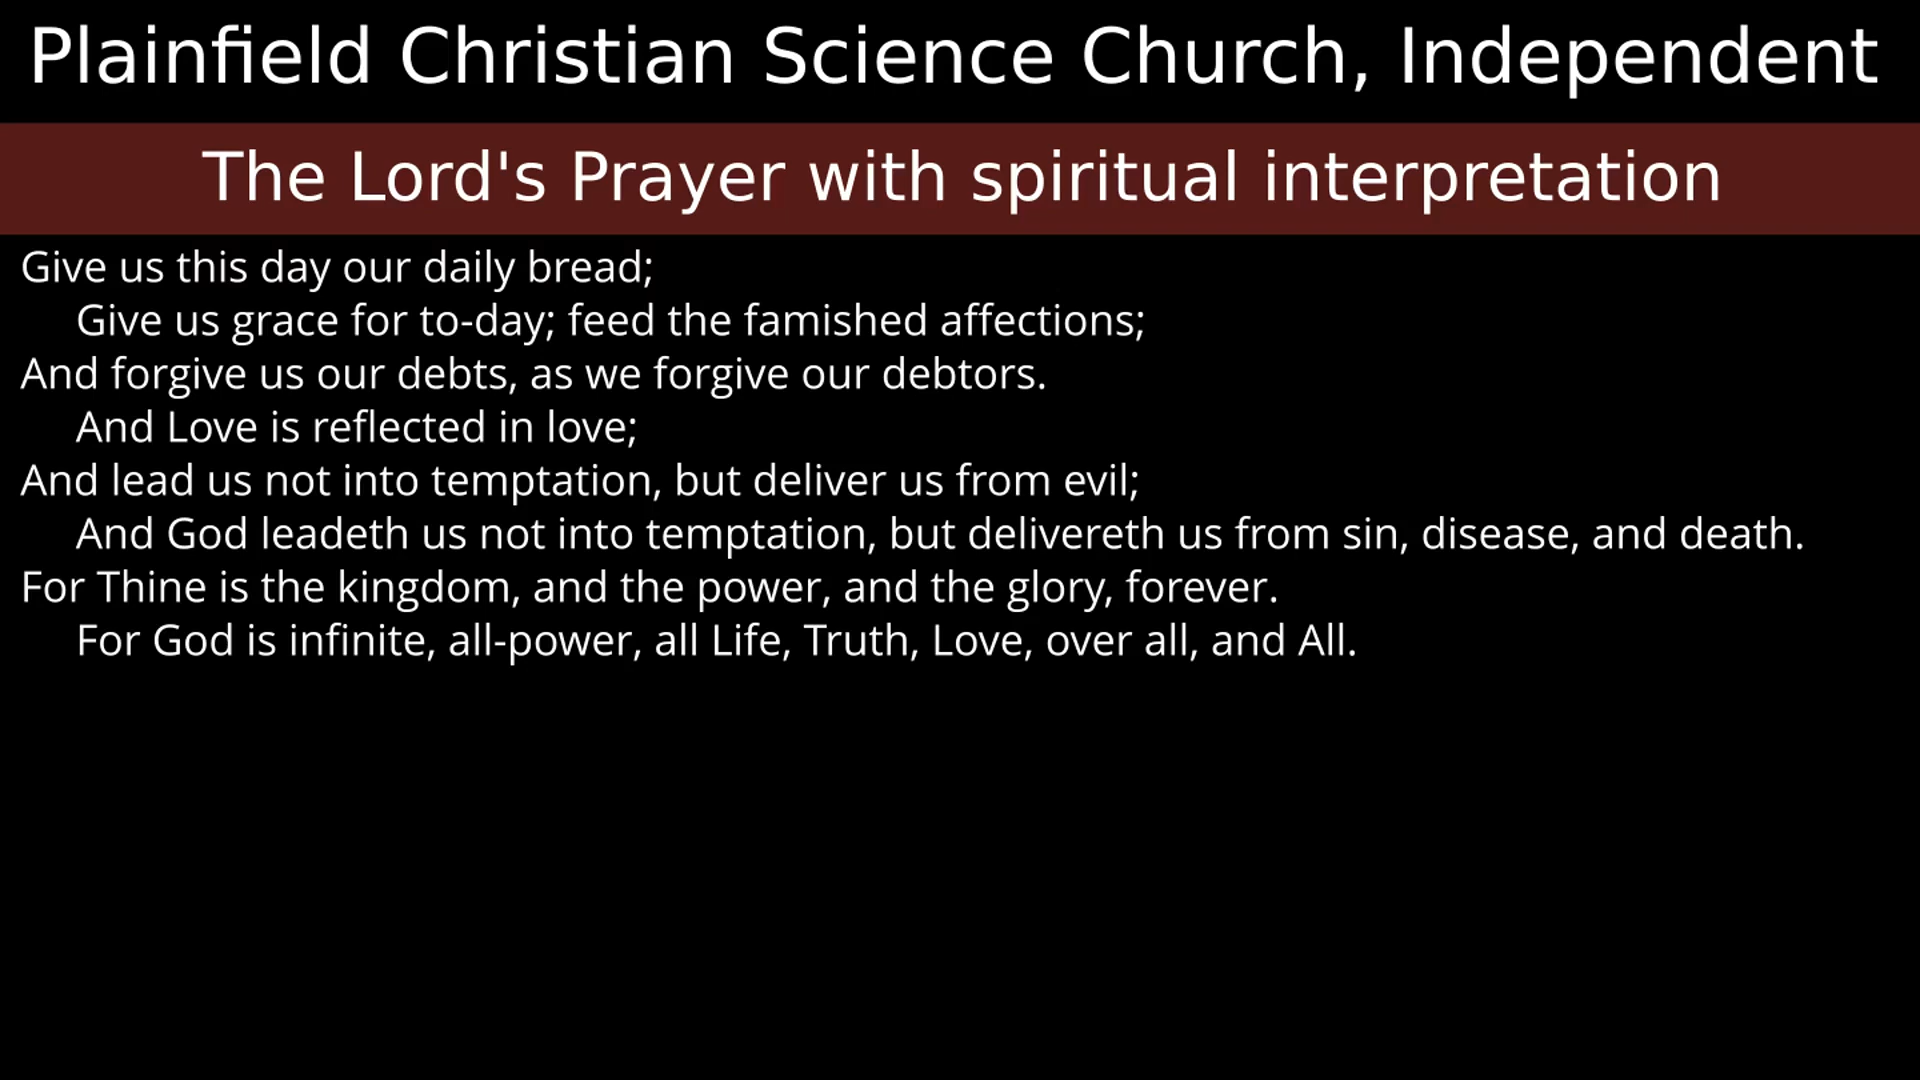 Plainfield Christian Science Church, Independent
The Lord's Prayer with spiritual interpretation
Give us this day our daily bread;
Give us grace for to-day; feed the famished affections;
And forgive us our debts, as we forgive our debtors.
And Love is reflected in love;
And lead us not into temptation, but deliver us from evil;
And God leadeth us not into temptation, but delivereth us from sin, disease, and death.
For Thine is the kingdom, and the power, and the glory, forever.
For God is infinite, all-power, all Life, Truth, Love, over all, and All.